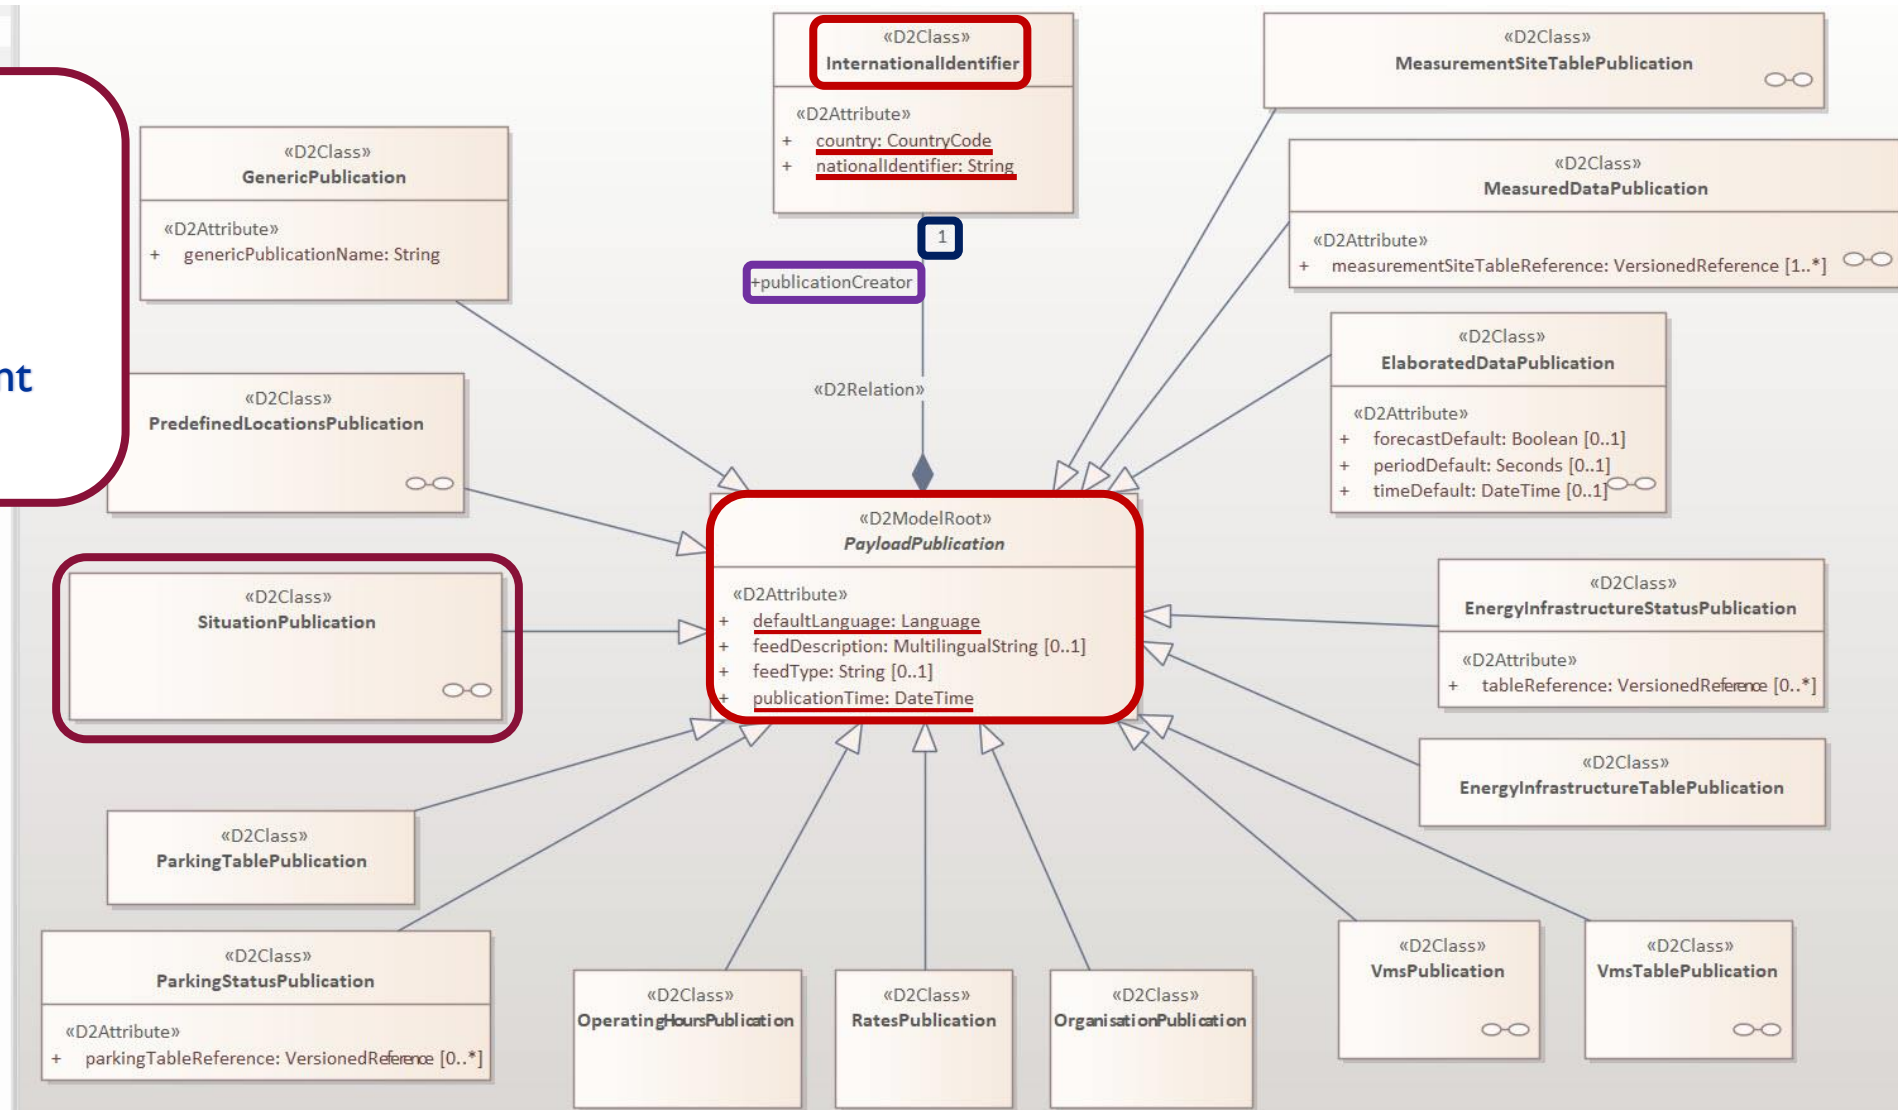 nt
«D2Class»
InternationalIdentifier
«D2Attribute»
+ country: CountryCode
+ nationalIdentifier: String
1
+publicationCreator
«D2Relation»
«D2Class»
MeasurementSiteTablePublication
«D2Class»
GenericPublication
«D2Attribute»
+ genericPublicationName: String
«D2Class»
MeasuredDataPublication
«D2Attribute»
+ measurementSiteTableReference: VersionedReference [1..*]
«D2Class»
ElaboratedDataPublication
«D2Attribute»
+ forecastDefault: Boolean [0..1]
+ periodDefault: Seconds [0..1]
+ timeDefault: DateTime [0..1]
«D2Class»
PredefinedLocationsPublication
«D2ModelRoot»
PayloadPublication
«D2Attribute»
+ defaultLanguage: Language
+ feedDescription: MultilingualString [0..1]
+ feedType: String [0..1]
+ publicationTime: DateTime
«D2Class»
SituationPublication
«D2Class»
EnergyInfrastructureStatusPublication
«D2Attribute»
+ tableReference: VersionedReference [0..*]
«D2Class»
EnergyInfrastructureTablePublication
«D2Class»
ParkingTablePublication
«D2Class»
ParkingStatusPublication
«D2Attribute»
+ parkingTableReference: VersionedReference [0..*]
«D2Class»
OperatingHoursPublication
«D2Class»
RatesPublication
«D2Class»
OrganisationPublication
«D2Class»
VmsPublication
«D2Class»
VmsTablePublication